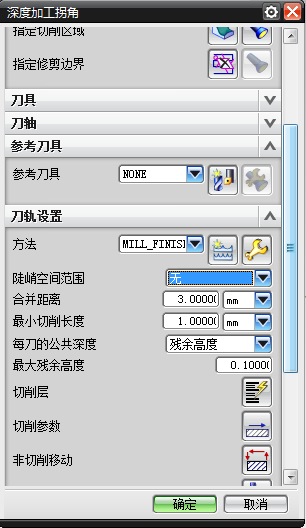 深度加工拐角
指定切削区域
指定修剪边界
刀具
刀轴
参考刀具
参考刀具 NONE
刀轨设置
方法 MILL_FINIS
陡峭空间范围 无
合并距离 3.0000 mm
最小切削长度 1.0000 mm
每刀的公共深度 残余高度
最大残余高度 0.1000
切削层
切削参数
非切削移动
确定 取消